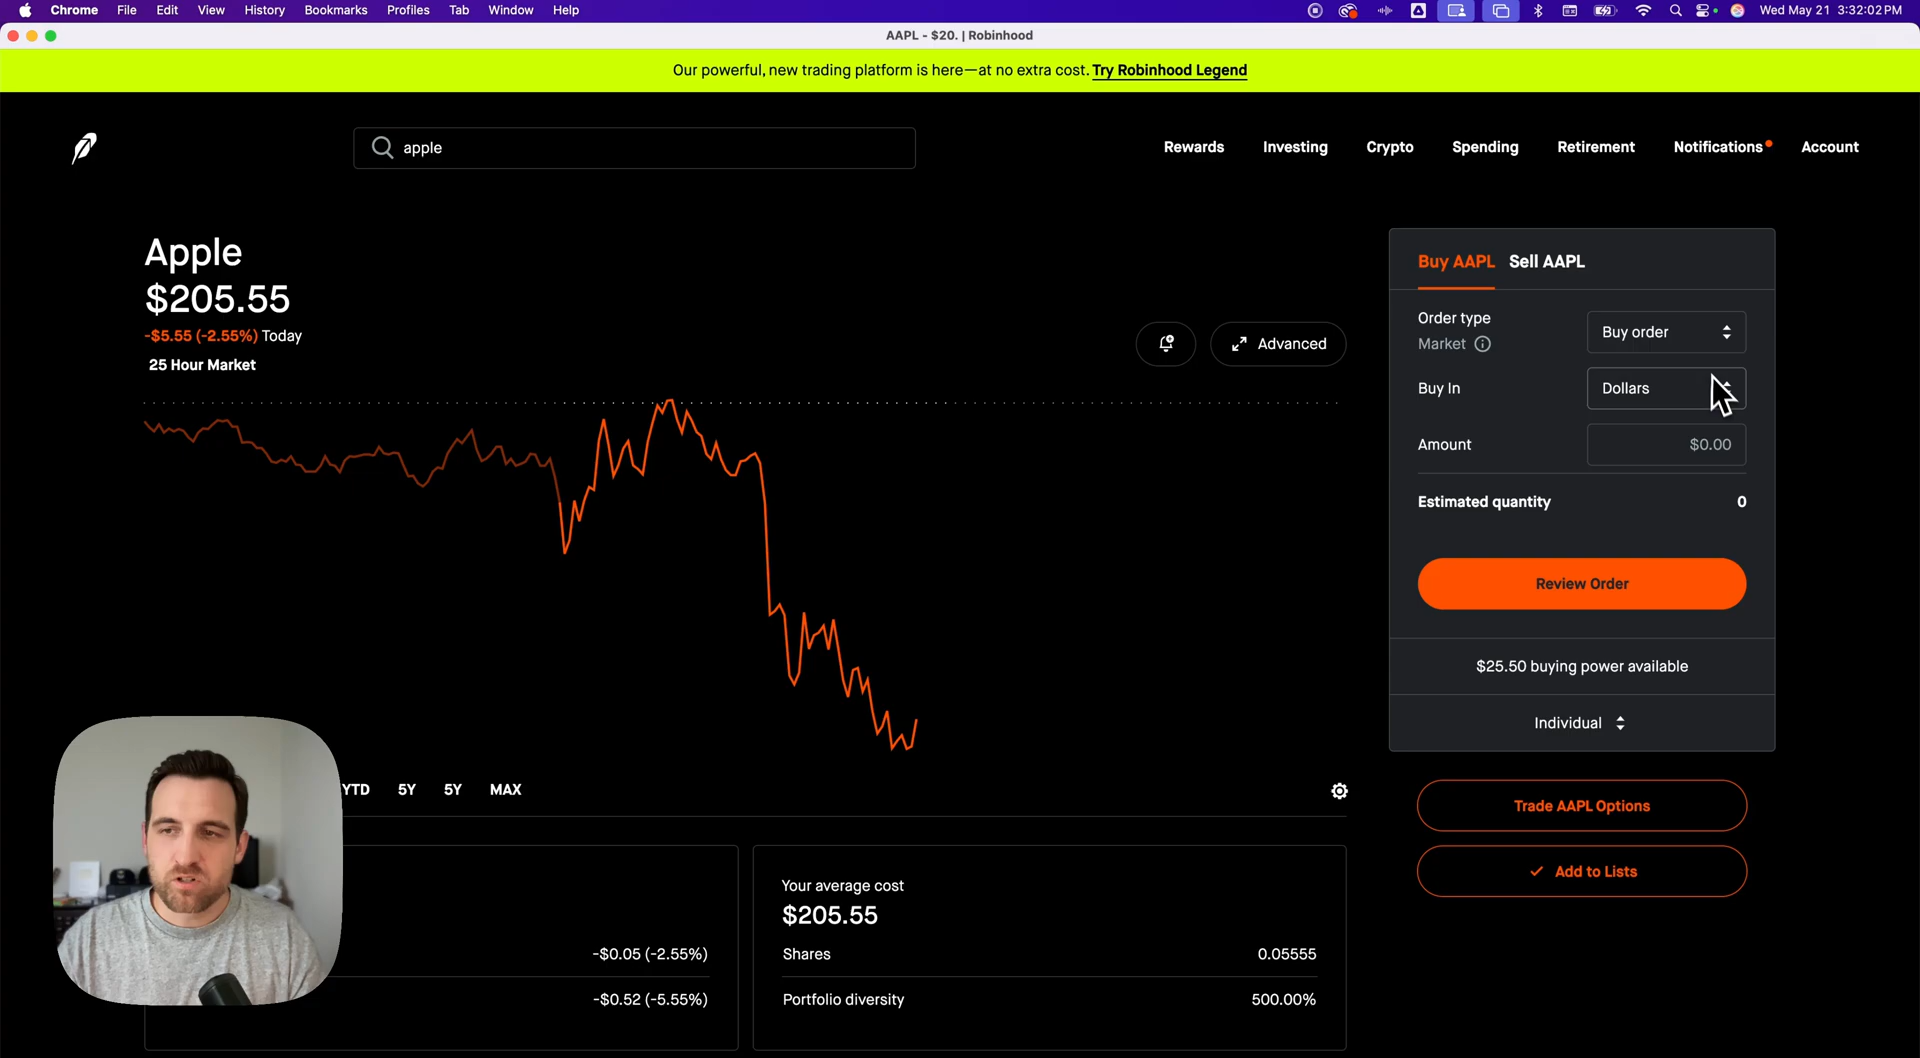 Chrome File Edit View History Bookmarks Profiles Tab Window Help Wed May 21 3:32:02 PM
AAPL - $20. | Robinhood
Our powerful, new trading platform is here—at no extra cost. Try Robinhood Legend
apple
Rewards Investing Crypto Spending Retirement Notifications Account
Apple
$205.55
-$5.55 (-2.55%) Today
25 Hour Market
Advanced
Buy AAPL Sell AAPL
Order type
Market
Buy order
Buy In Dollars
Amount $0.00
Estimated quantity 0
Review Order
$25.50 buying power available
Individual
Trade AAPL Options
Add to Lists
YTD 5Y 5Y MAX
-$0.05 (-2.55%)
-$0.52 (-5.55%)
Your average cost
$205.55
Shares 0.05555
Portfolio diversity 500.00%